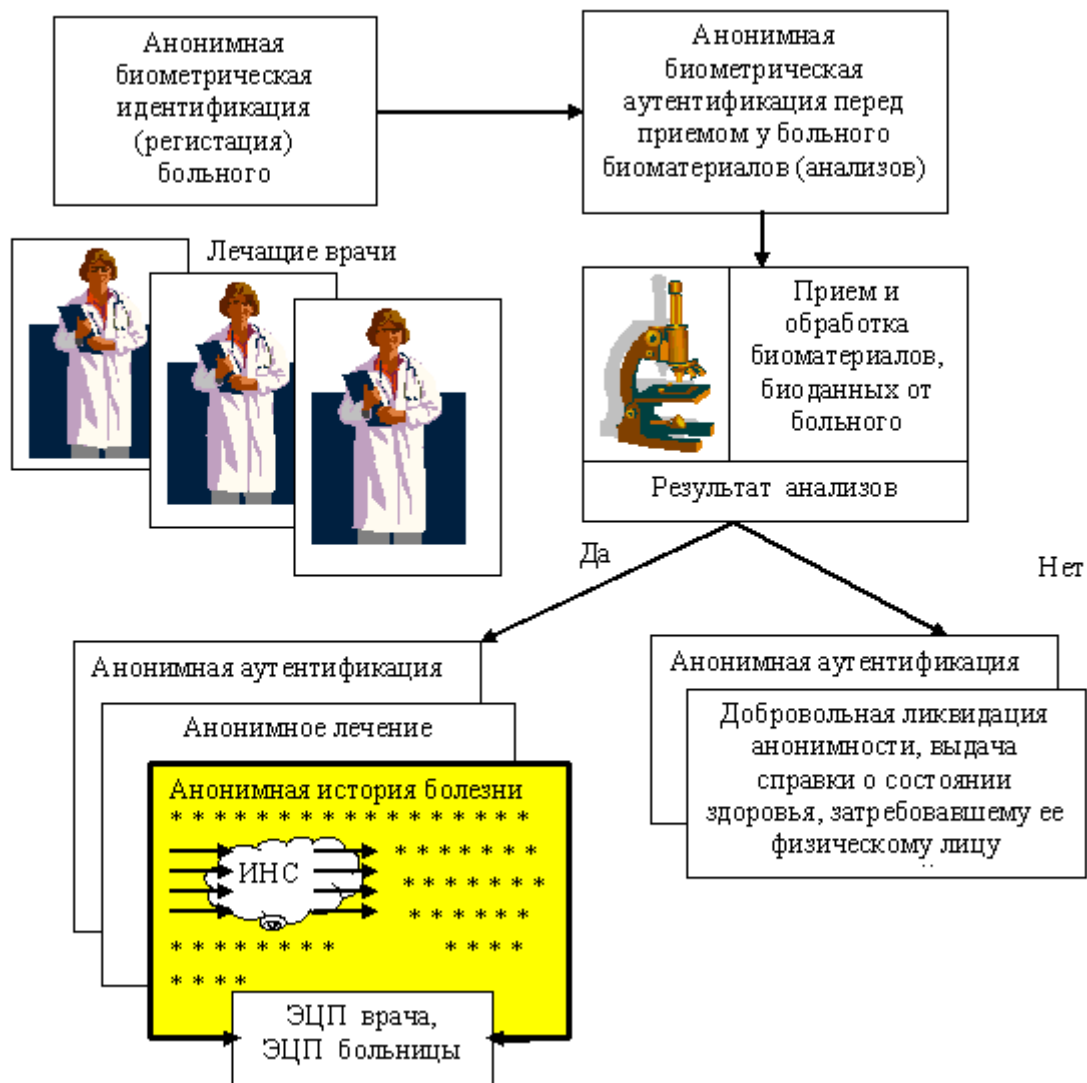 Анонимная
биометрическая
идентификация
(регистация)
больного
Анонимная
биометрическая
аутентификация перед
приемом у больного
биоматериалов (анализов)
Лечащие врачи
Прием и
обработка
биоматериалов,
биоданных от
больного
Результат анализов
Да
Нет
Анонимная аутентификация
Анонимное лечение
Анонимная история болезни
* * * * * * * * * * * * * * * * * *
ИНС
* * * * * * *
* * * * * * *
* * * * * *
* * * * * * * *
* * * *
* * * *
ЭЦП врача,
ЭЦП больницы
Анонимная аутентификация
Добровольная ликвидация
анонимности, выдача
справки о состоянии
здоровья, затребовавшему ее
физическому лицу